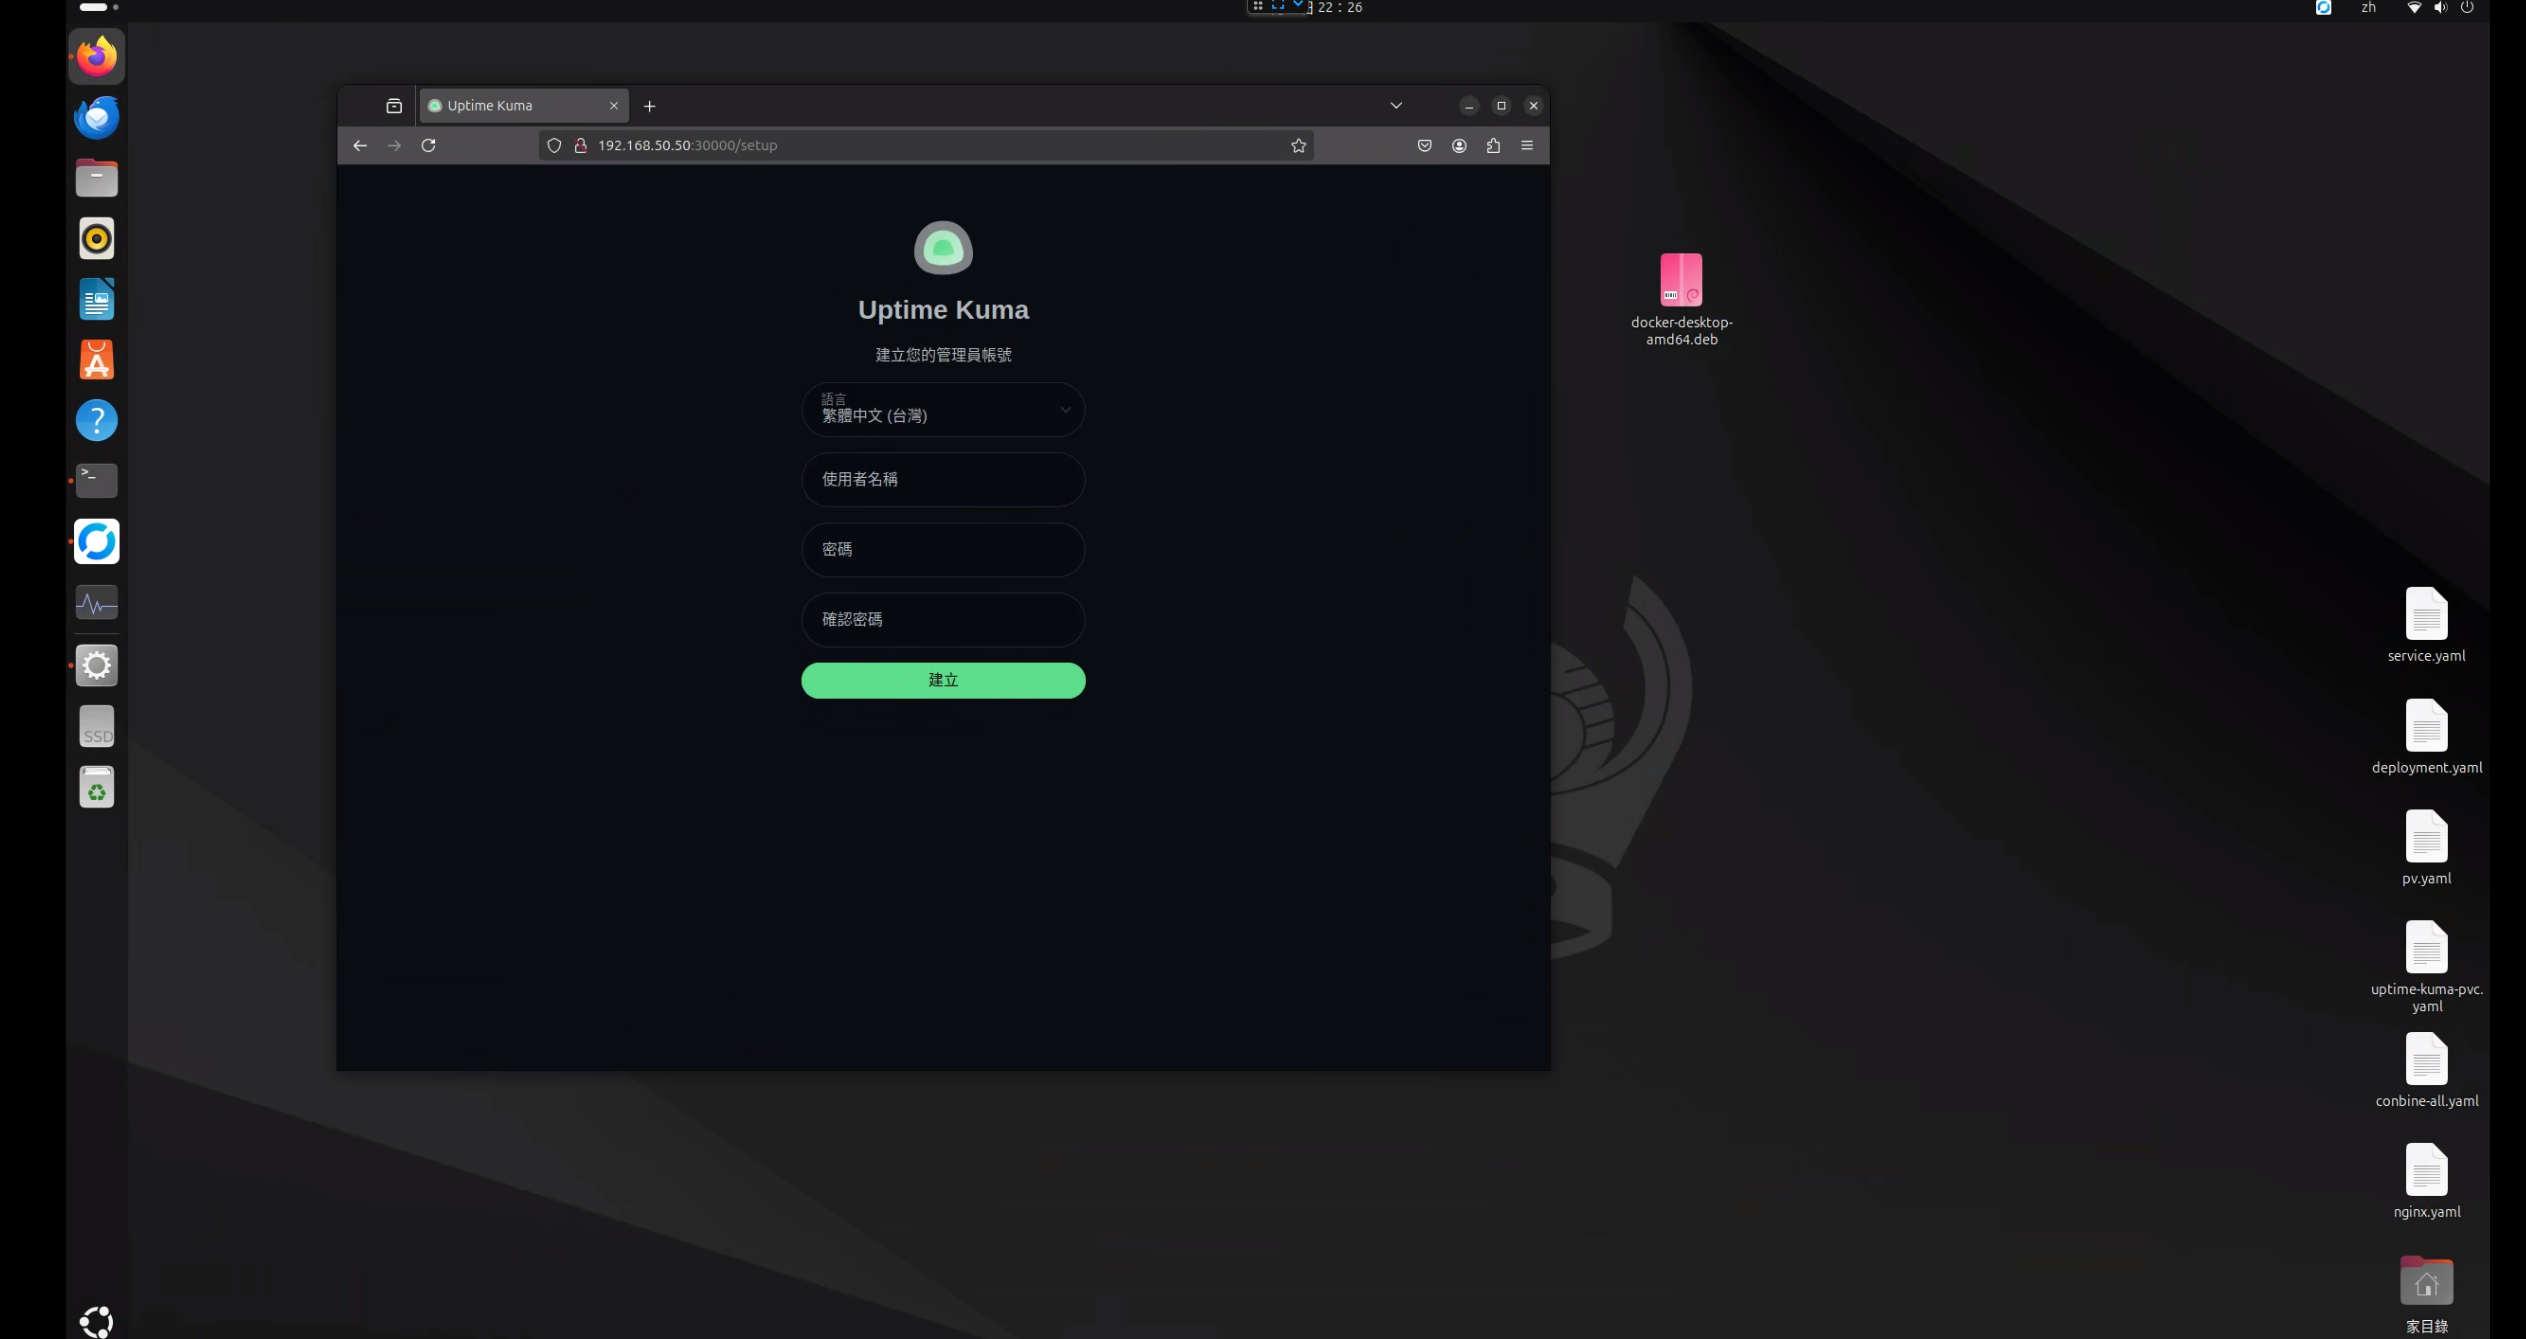 22：26
zh
Uptime Kuma
192.168.50.50:30000/setup
Uptime Kuma
建立您的管理員帳號
語言
繁體中文 (台灣)
使用者名稱
密碼
確認密碼
建立
docker-desktop-
amd64.deb
service.yaml
deployment.yaml
pv.yaml
uptime-kuma-pvc.
yaml
conbine-all.yaml
nginx.yaml
家目錄
SSD